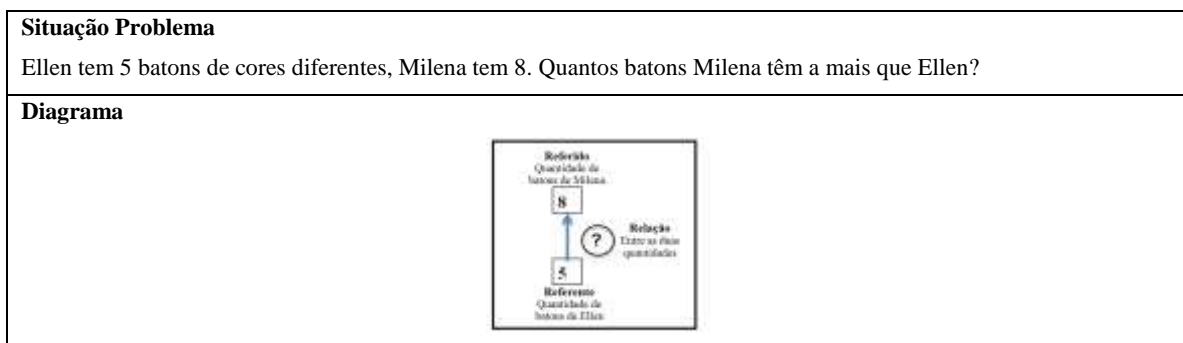 Situação Problema
Ellen tem 5 batons de cores diferentes, Milena tem 8. Quantos batons Milena têm a mais que Ellen?
Diagrama
Referido
Quantidade de
batons de Milena
8
?
Relação
Entre as duas
quantidades
5
Referente
Quantidade de
batons de Ellen